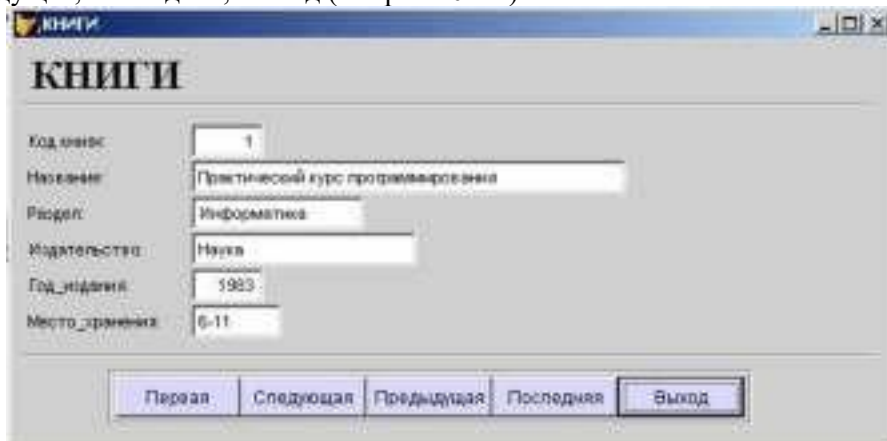 КНИГИ
КНИГИ
Код книги: 1
Название: Практический курс программирования
Раздел: Информатика
Издательство: Наука
Год_издания: 1983
Место_хранения: 6-11
Первая Следующая Предыдущая Последняя Выход